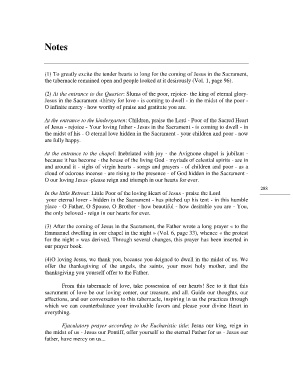 Notes
(1) To greatly excite the tender hearts to long for the coming of Jesus in the Sacrament,
the tabernacle remained open and people looked at it desirously (Vol. 1, page 96).
(2) At the entrance to the Quarter: Slums of the poor, rejoice- the king of eternal glory-
Jesus in the Sacrament -thirsty for love - is coming to dwell - in the midst of the poor -
O infinite mercy - how worthy of praise and gratitude you are.
At the entrance to the kindergarten: Children, praise the Lord - Poor of the Sacred Heart
of Jesus - rejoice - Your loving father - Jesus in the Sacrament - is coming to dwell - in
the midst of his - O eternal love hidden in the Sacrament - your children and poor - now
are fully happy.
At the entrance to the chapel: Inebriated with joy - the Avignone chapel is jubilant -
because it has become - the house of the living God - myriads of celestial spirits - are in
and around it - sighs of virgin hearts - songs and prayers - of children and poor - as a
cloud of odorous incense - are rising to the presence - of God hidden in the Sacrament -
O our loving Jesus -please reign and triumph in our hearts for ever.
288
In the little Retreat: Little Poor of the loving Heart of Jesus - praise the Lord
your eternal lover - hidden in the Sacrament - has pitched up his tent - in this humble
place - O Father, O Spouse, O Brother - how beautiful - how desirable you are - You,
the only beloved - reign in our hearts for ever.
(3) After the coming of Jesus in the Sacrament, the Father wrote a long prayer « to the
Emmanuel dwelling in our chapel in the night » (Vol. 6, page 33), whence « the protest
for the night » was derived. Through several changes, this prayer has been inserted in
our prayer book.
(4)O loving Jesus, we thank you, because you deigned to dwell in the midst of us. We
offer the thanksgiving of the angels, the saints, your most holy mother, and the
thanksgiving you yourself offer to the Father.
From this tabernacle of love, take possession of our hearts! See to it that this
sacrament of love be our loving center, our treasure, and all. Guide our thoughts, our
affections, and our conversation to this tabernacle, inspiring in us the practices through
which we can counterbalance your invaluable favors and please your divine Heart in
everything.
Ejaculatory prayer according to the Eucharistic title: Jesus our king, reign in
the midst of us - Jesus our Pontiff, offer yourself to the eternal Father for us - Jesus our
father, have mercy on us...